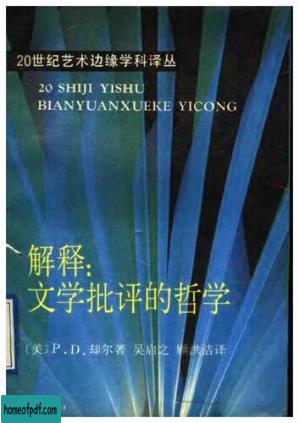 20世纪艺术边缘学科译丛
20 SHIJI YISHU
BIANYUANXUEKE YICONG
解释:
文学批评的哲学
〔美〕P.D.却尔著 吴启之 顾洪洁译
homeofpdf.com